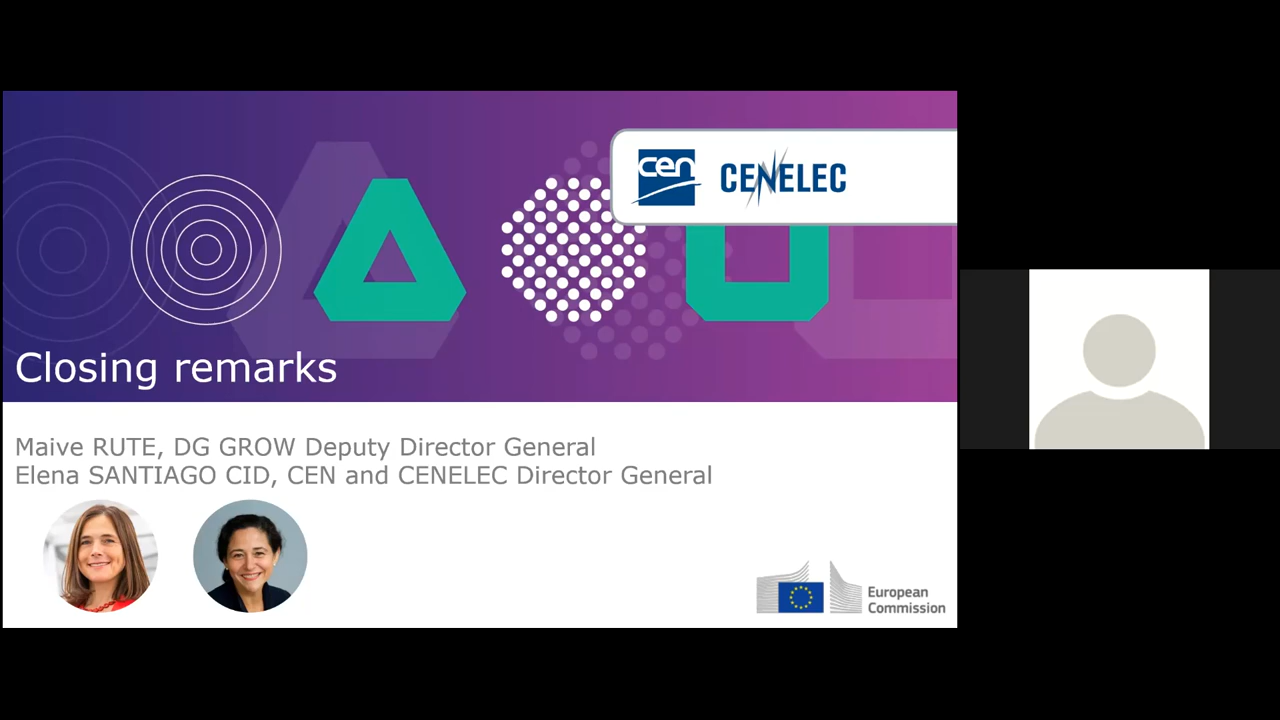 cen
CENELEC
Closing remarks
Maive RUTE, DG GROW Deputy Director General
Elena SANTIAGO CID, CEN and CENELEC Director General
European
Commission